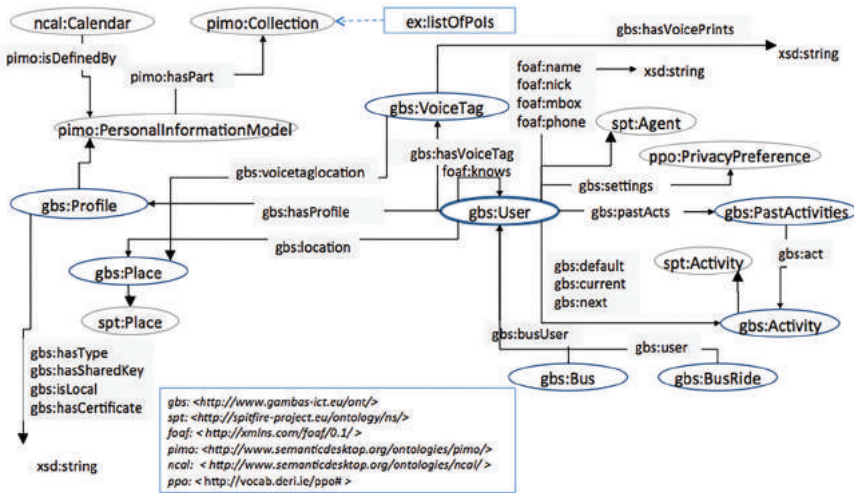 ncal:Calendar
pimo:Collection
ex:listOfPoIs
gbs:hasVoicePrints
xsd:string
pimo:isDefinedBy
pimo:hasPart
foaf:name
foaf:nick
foaf:mbox
foaf:phone
xsd:string
gbs:VoiceTag
spt:Agent
pimo:PersonalInformationModel
ppo:PrivacyPreference
gbs:hasVoiceTag
foaf:knows
gbs:voicetaglocation
gbs:settings
gbs:Profile
gbs:hasProfile
gbs:User
gbs:pastActs
gbs:PastActivities
gbs:location
gbs:act
gbs:Place
gbs:default
gbs:current
gbs:next
spt:Activity
spt:Place
gbs:Activity
gbs:busUser
gbs:user
gbs:Bus
gbs:BusRide
gbs:hasType
gbs:hasSharedKey
gbs:isLocal
gbs:hasCertificate
xsd:string
gbs: <http://www.gambas-ict.eu/ont/>
spt: <http://spitfire-project.eu/ontology/ns/>
foaf: < http://xmlns.com/foaf/0.1/ >
pimo: <http://www.semanticdesktop.org/ontologies/pimo/>
ncal: < http://www.semanticdesktop.org/ontologies/ncal/ >
ppo: < http://vocab.deri.ie/ppo# >